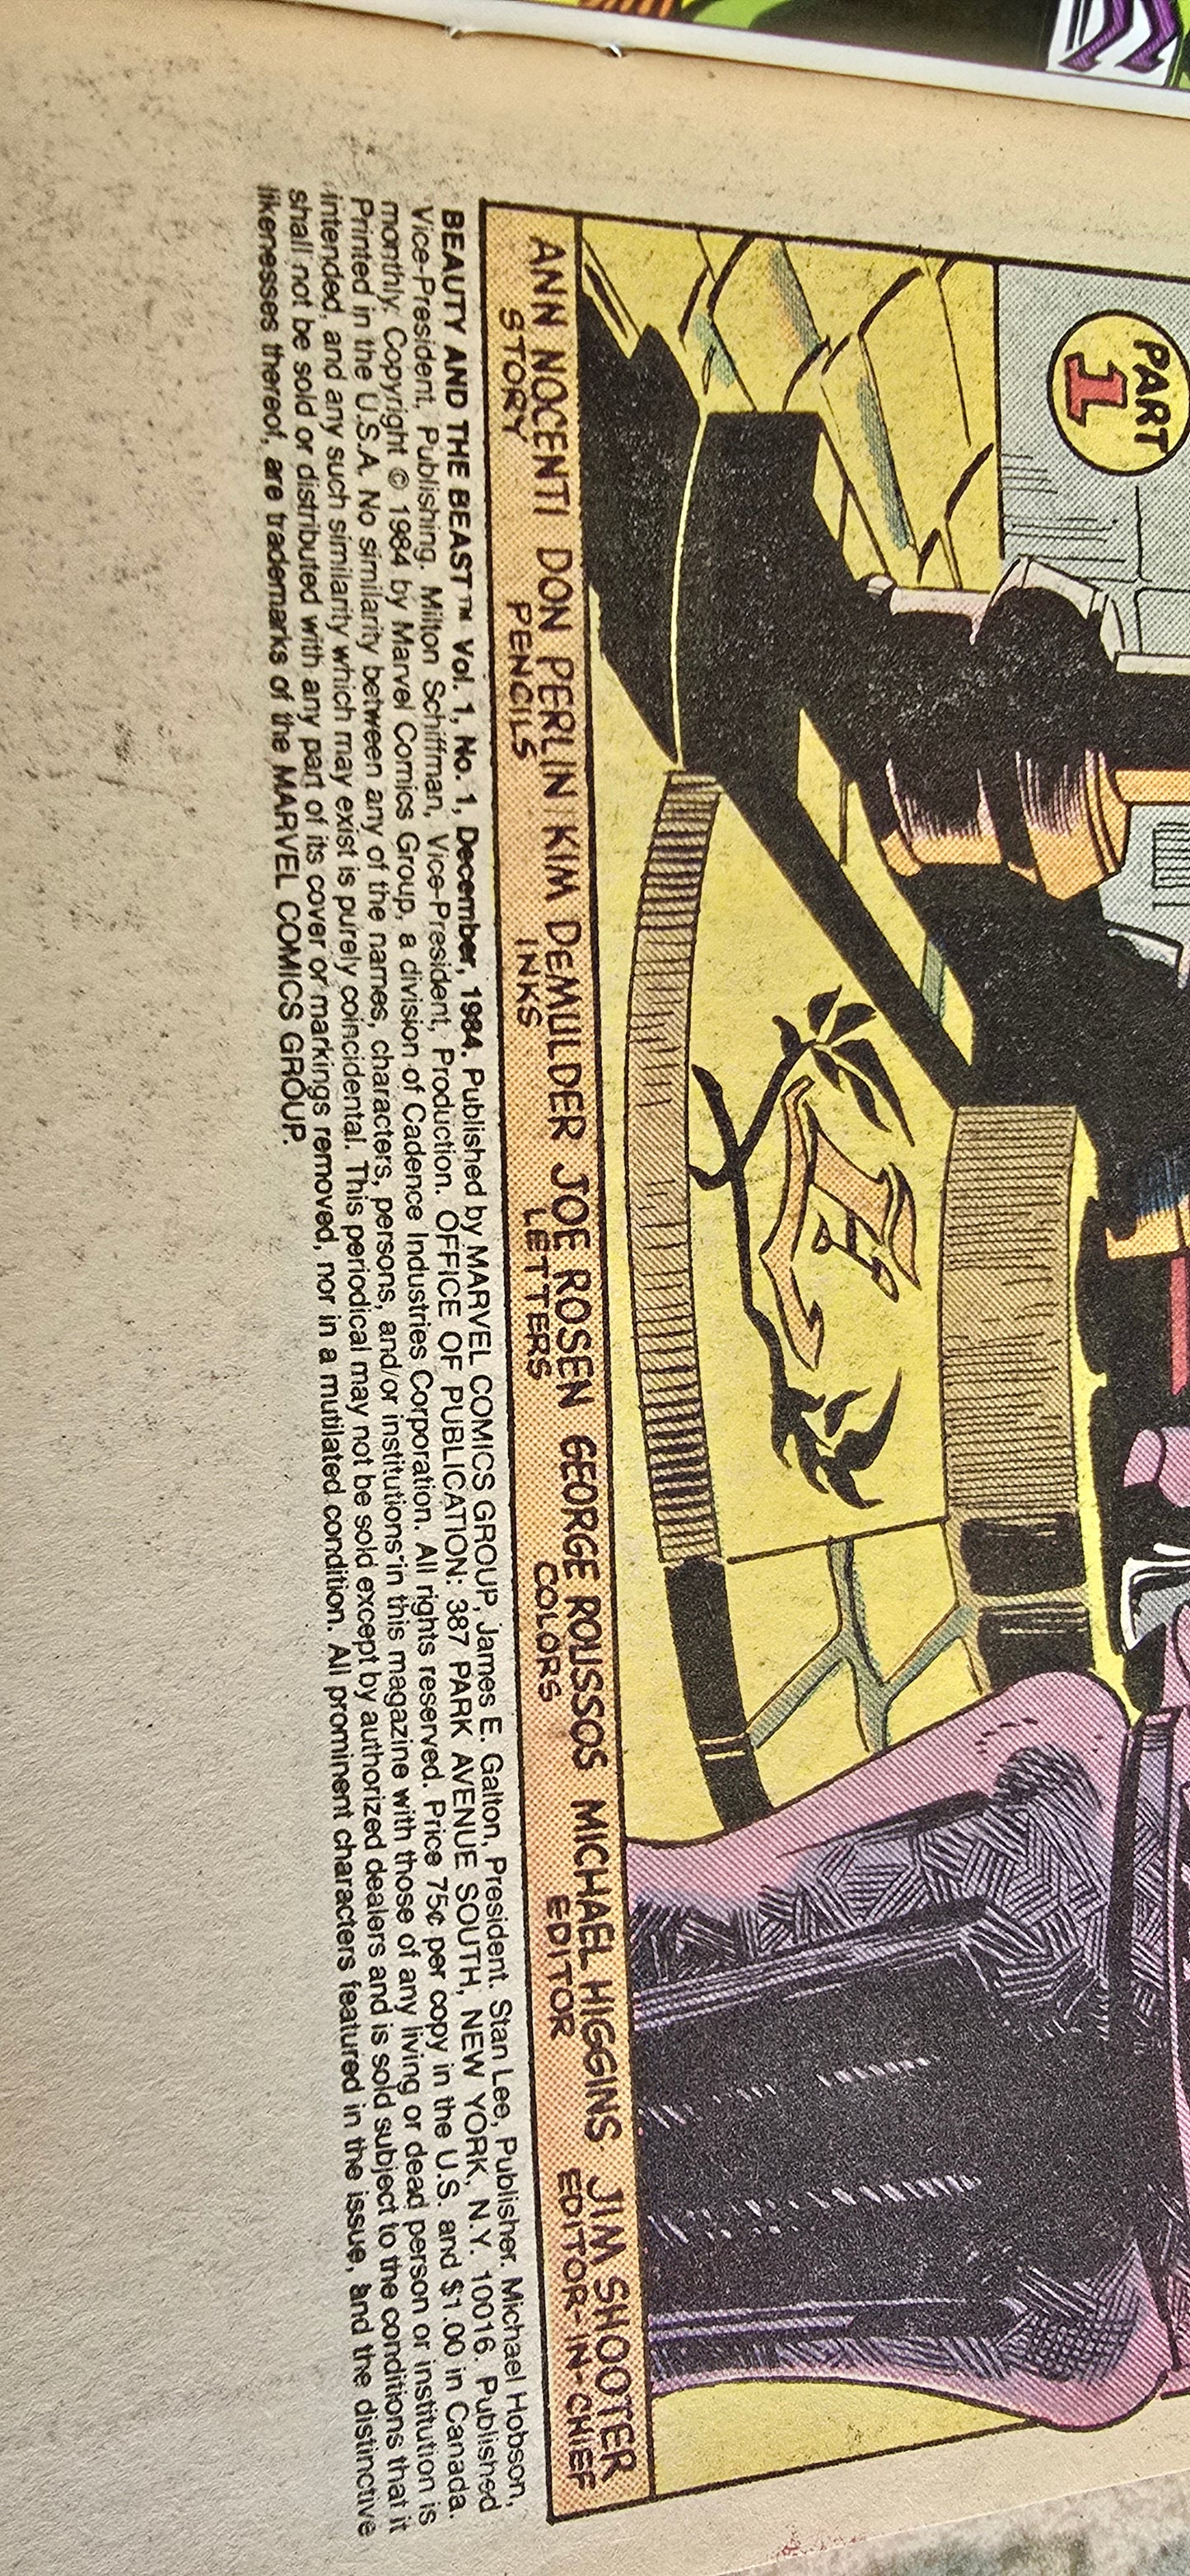 PART
1
ANN NOCENTI DON PERLIN KIM DEMULDER JOE ROSEN GEORGE ROUSSOS MICHAEL HIGGINS JIM SHOOTER
STORY PENCILS INKS LETTERS COLORS EDITOR EDITOR-IN-CHIEF
BEAUTY AND THE BEAST™ Vol. 1, No. 1, December, 1984. Published by MARVEL COMICS GROUP, James E. Galton, President. Stan Lee, Publisher. Michael Hobson,
Vice-President, Publishing. Milton Schiffman, Vice-President, Production. OFFICE OF PUBLICATION: 387 PARK AVENUE SOUTH, NEW YORK, N.Y. 10016. Published
monthly. Copyright © 1984 by Marvel Comics Group, a division of Cadence Industries Corporation. All rights reserved. Price 75¢ per copy in the U.S. and $1.00 in Canada.
Printed in the U.S.A. No similarity between any of the names, characters, persons, and/or institutions in this magazine with those of any living or dead person or institution is
intended, and any such similarity which may exist is purely coincidental. This periodical may not be sold except by authorized dealers and is sold subject to the conditions that it
shall not be sold or distributed with any part of its cover or markings removed, nor in a mutilated condition. All prominent characters featured in the issue, and the distinctive
likenesses thereof, are trademarks of the MARVEL COMICS GROUP.